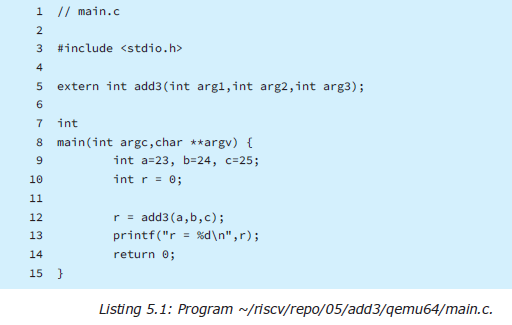 1 // main.c
2
3 #include <stdio.h>
4
5 extern int add3(int arg1,int arg2,int arg3);
6
7 int
8 main(int argc,char **argv) {
9         int a=23, b=24, c=25;
10         int r = 0;
11
12         r = add3(a,b,c);
13         printf("r = %d\n",r);
14         return 0;
15 }
Listing 5.1: Program ~/riscv/repo/05/add3/qemu64/main.c.